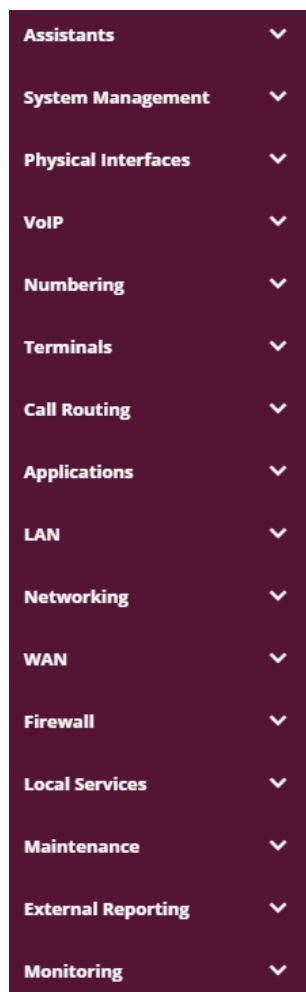 Assistants
System Management
Physical Interfaces
VoIP
Numbering
Terminals
Call Routing
Applications
LAN
Networking
WAN
Firewall
Local Services
Maintenance
External Reporting
Monitoring